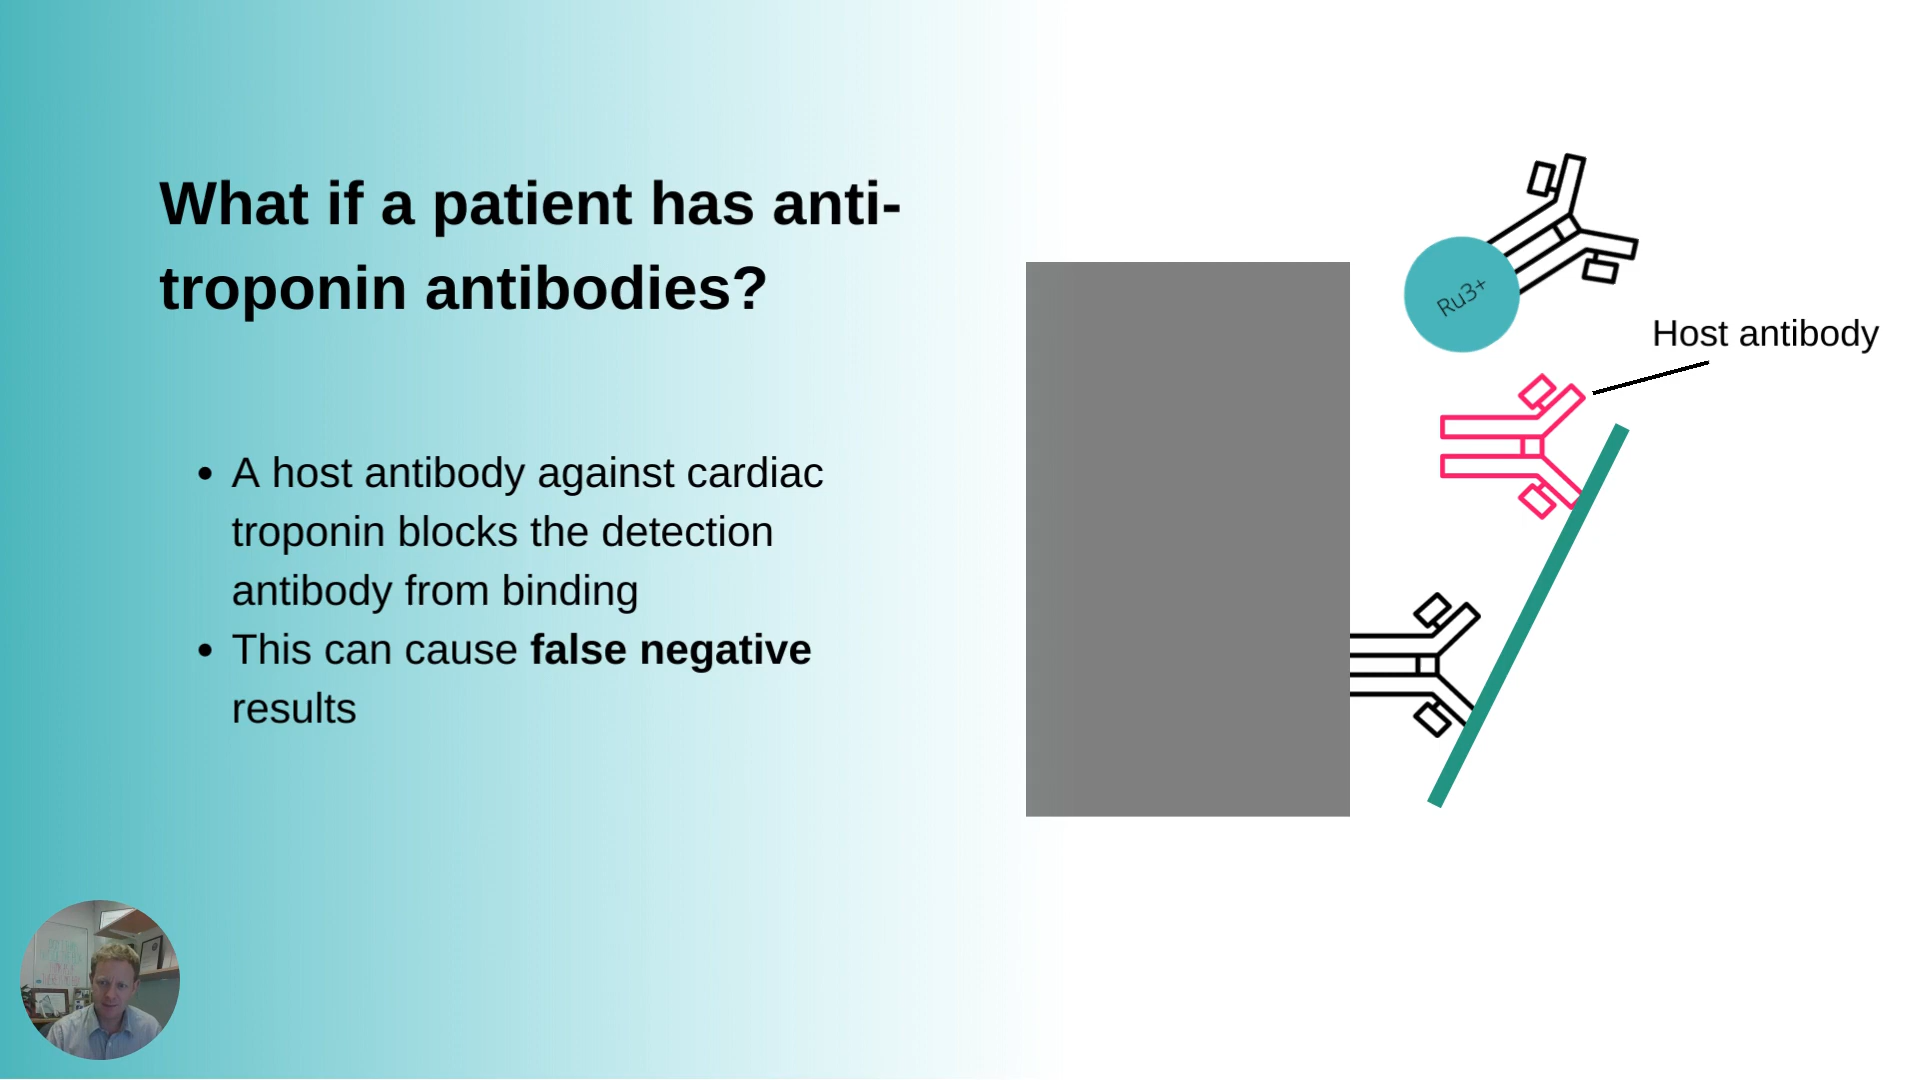 What if a patient has anti-
troponin antibodies?
• A host antibody against cardiac
troponin blocks the detection
antibody from binding
• This can cause false negative
results
Ru3+
Host antibody